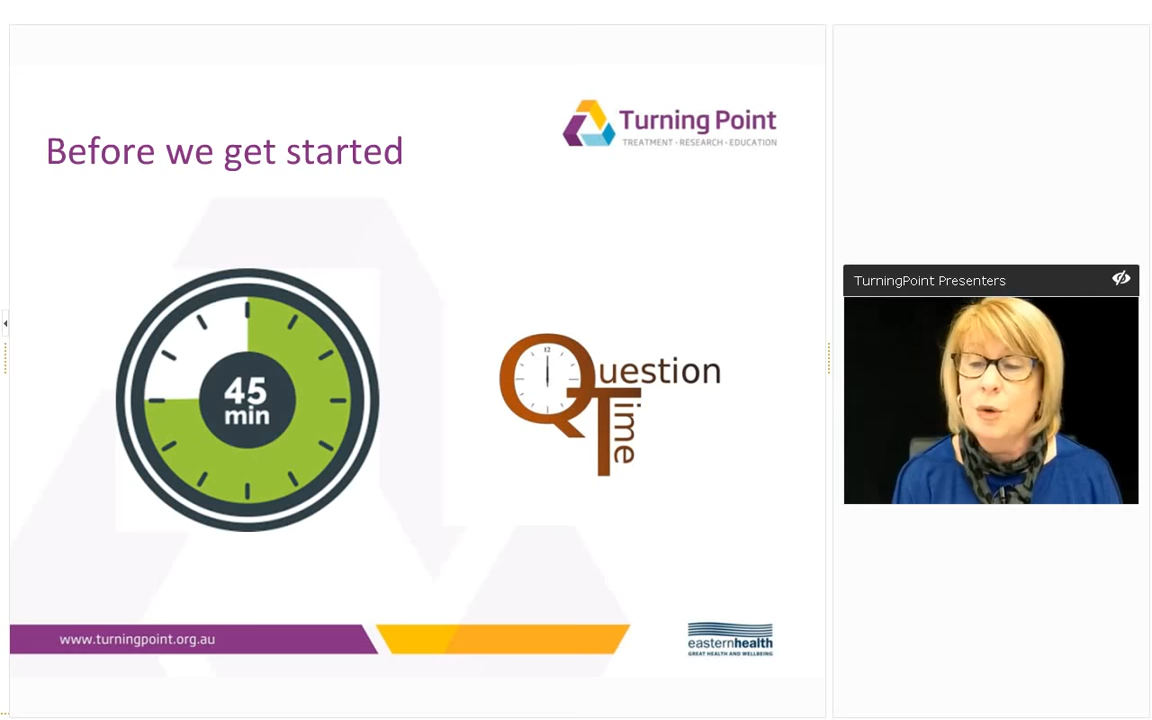 Before we get started
Turning Point
TREATMENT · RESEARCH · EDUCATION
TurningPoint Presenters
45
min
12
Question
Time
www.turningpoint.org.au
easternhealth
GREAT HEALTH AND WELLBEING